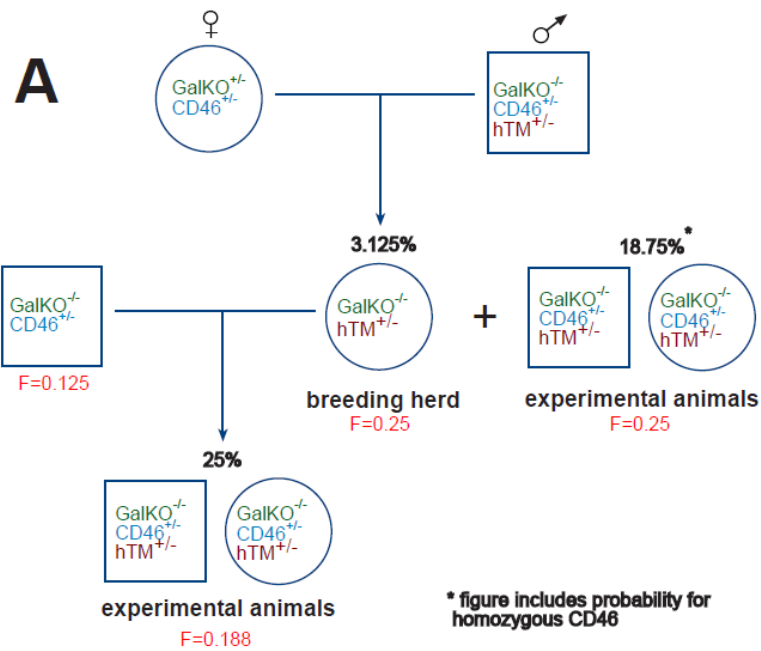 A
♀
♂
GalKO+/-
CD46+/-
GalKO-/-
CD46+/-
hTM+/-
3.125%
18.75%*
GalKO-/-
CD46+/-
F=0.125
GalKO-/-
hTM+/-
breeding herd
F=0.25
+
GalKO-/-
CD46+/-
hTM+/-
GalKO-/-
CD46+/-
hTM+/-
experimental animals
F=0.25
25%
GalKO-/-
CD46+/-
hTM+/-
GalKO-/-
CD46+/-
hTM+/-
experimental animals
F=0.188
* figure includes probability for
homozygous CD46